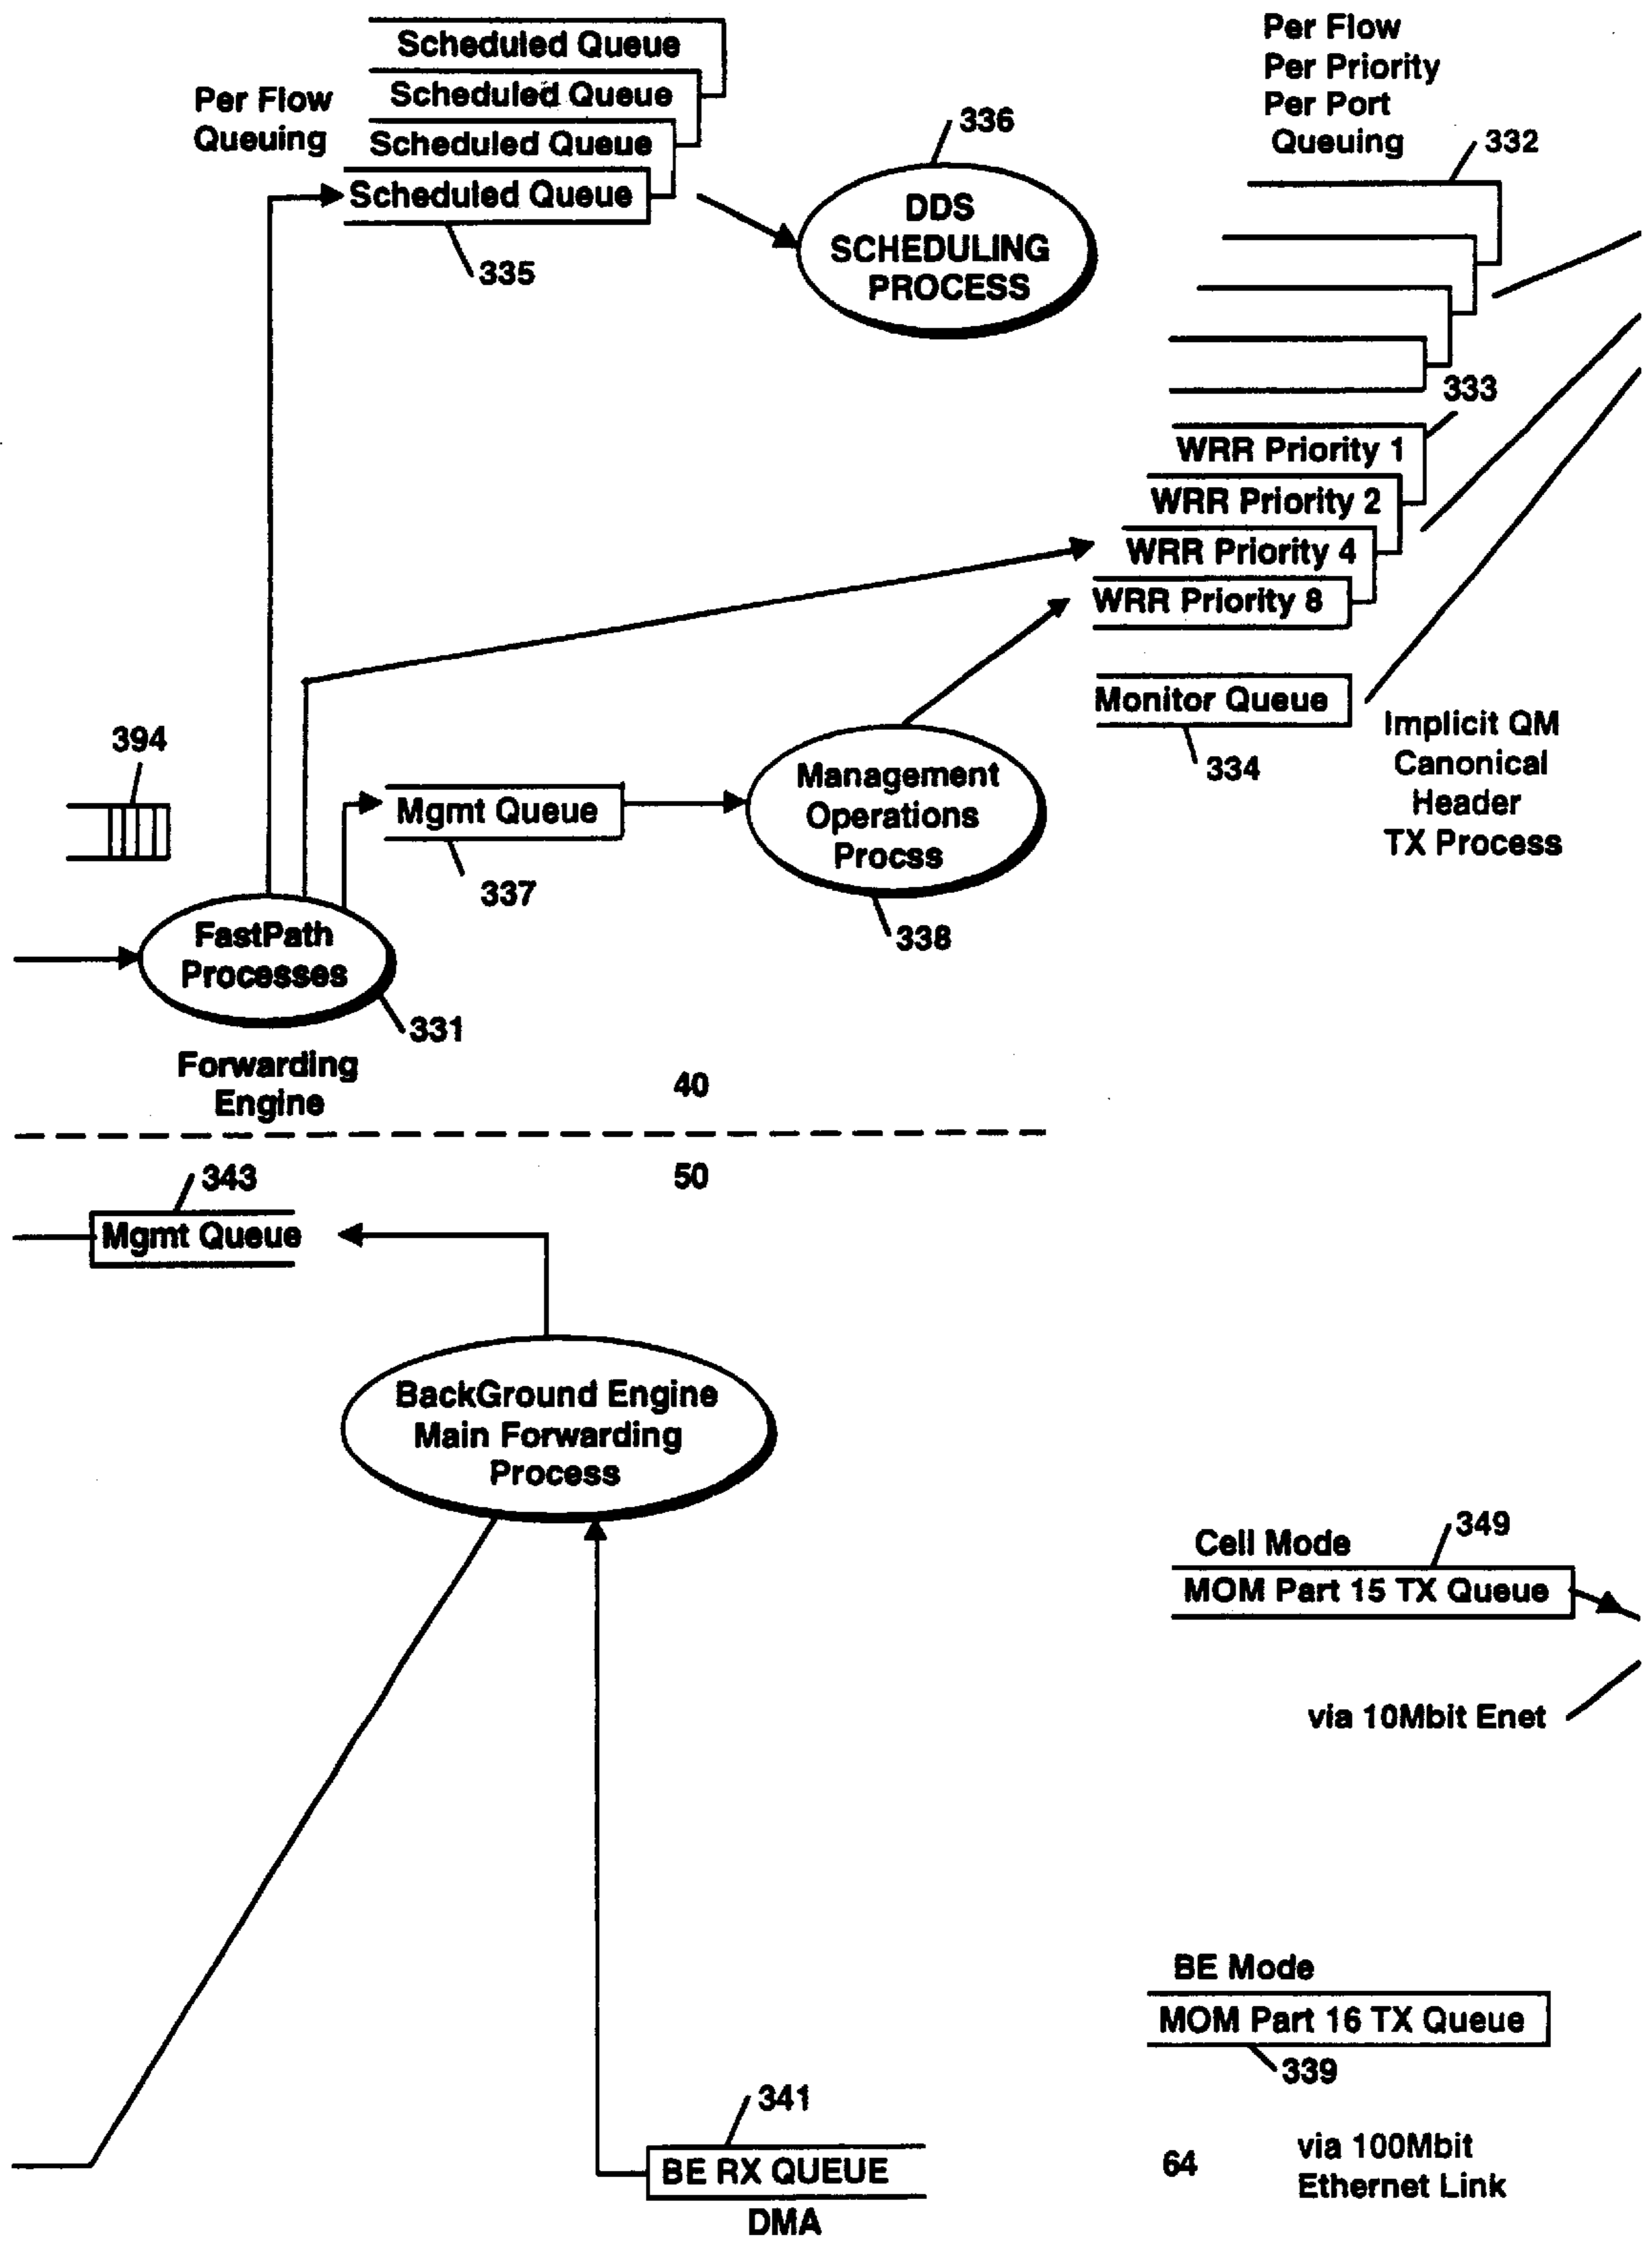 Scheduled Queue
Scheduled Queue
Scheduled Queue
Scheduled Queue
Per Flow
Queuing
335
336
DDS
SCHEDULING
PROCESS
Per Flow
Per Priority
Per Port
Queuing
332
333
WRR Priority 1
WRR Priority 2
WRR Priority 4
WRR Priority 8
Monitor Queue
334
Implicit QM
Canonical
Header
TX Process
394
Mgmt Queue
337
Management
Operations
Procss
338
FastPath
Processes
331
Forwarding
Engine
40
50
343
Mgmt Queue
BackGround Engine
Main Forwarding
Process
Cell Mode
349
MOM Part 15 TX Queue
via 10Mbit Enet
BE Mode
MOM Part 16 TX Queue
339
341
BE RX QUEUE
DMA
64
via 100Mbit
Ethernet Link